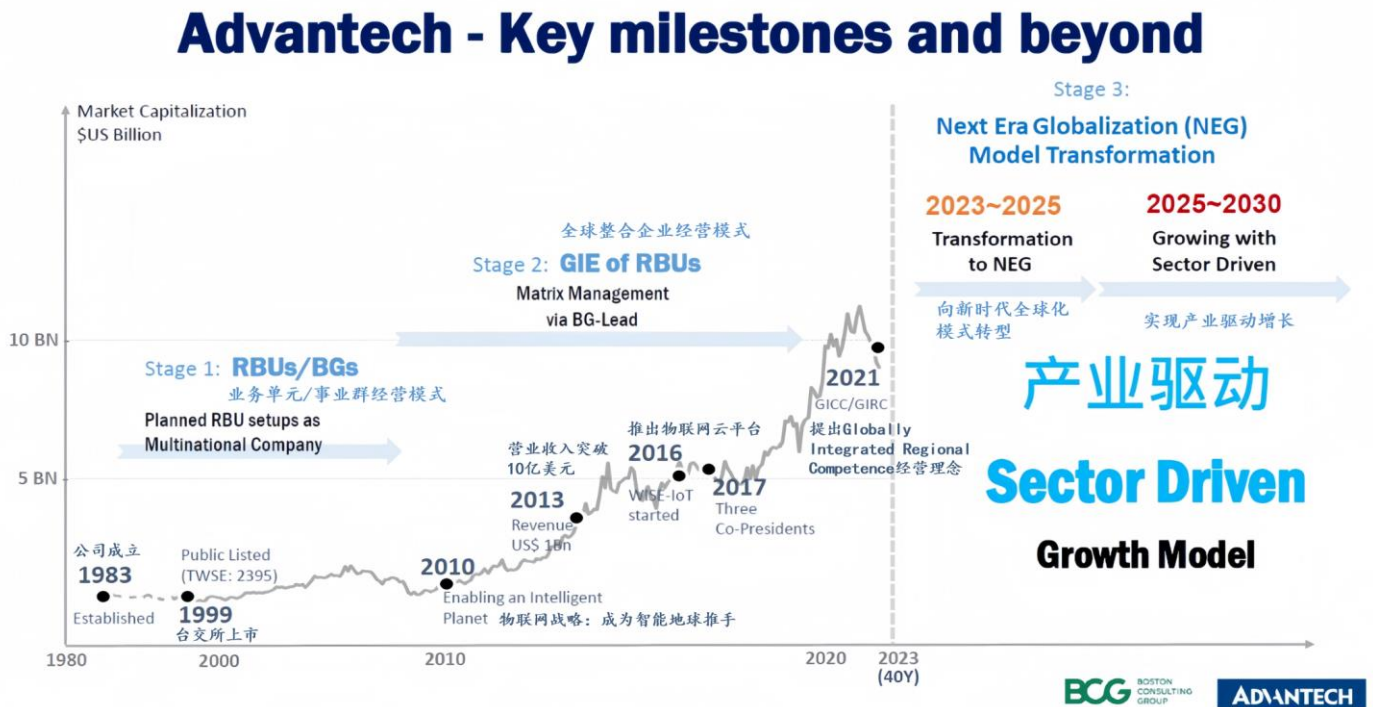 Advantech - Key milestones and beyond
Market Capitalization
$US Billion
10 BN
5 BN
Stage 1: RBUs/BGs
业务单元/事业群经营模式
Planned RBU setups as
Multinational Company
全球整合企业经营模式
Stage 2: GIE of RBUs
Matrix Management
via BG-Lead
Stage 3:
Next Era Globalization (NEG)
Model Transformation
2023~2025
Transformation
to NEG
向新时代全球化
模式转型
2025~2030
Growing with
Sector Driven
实现产业驱动增长
产业驱动
Sector Driven
Growth Model
公司成立
1983
Established
Public Listed
(TWSE: 2395)
1999
台交所上市
2010
Enabling an Intelligent
Planet 物联网战略：成为智能地球推手
营业收入突破
10亿美元
2013
Revenue
US$ 1Bn
推出物联网云平台
2016
WISE-IoT
started
2017
Three
Co-Presidents
2021
GICC/GIRC
提出Globally
Integrated Regional
Competence经营理念
1980
2000
2010
2020
2023
(40Y)
BCG
BOSTON
CONSULTING
GROUP
ADVANTECH